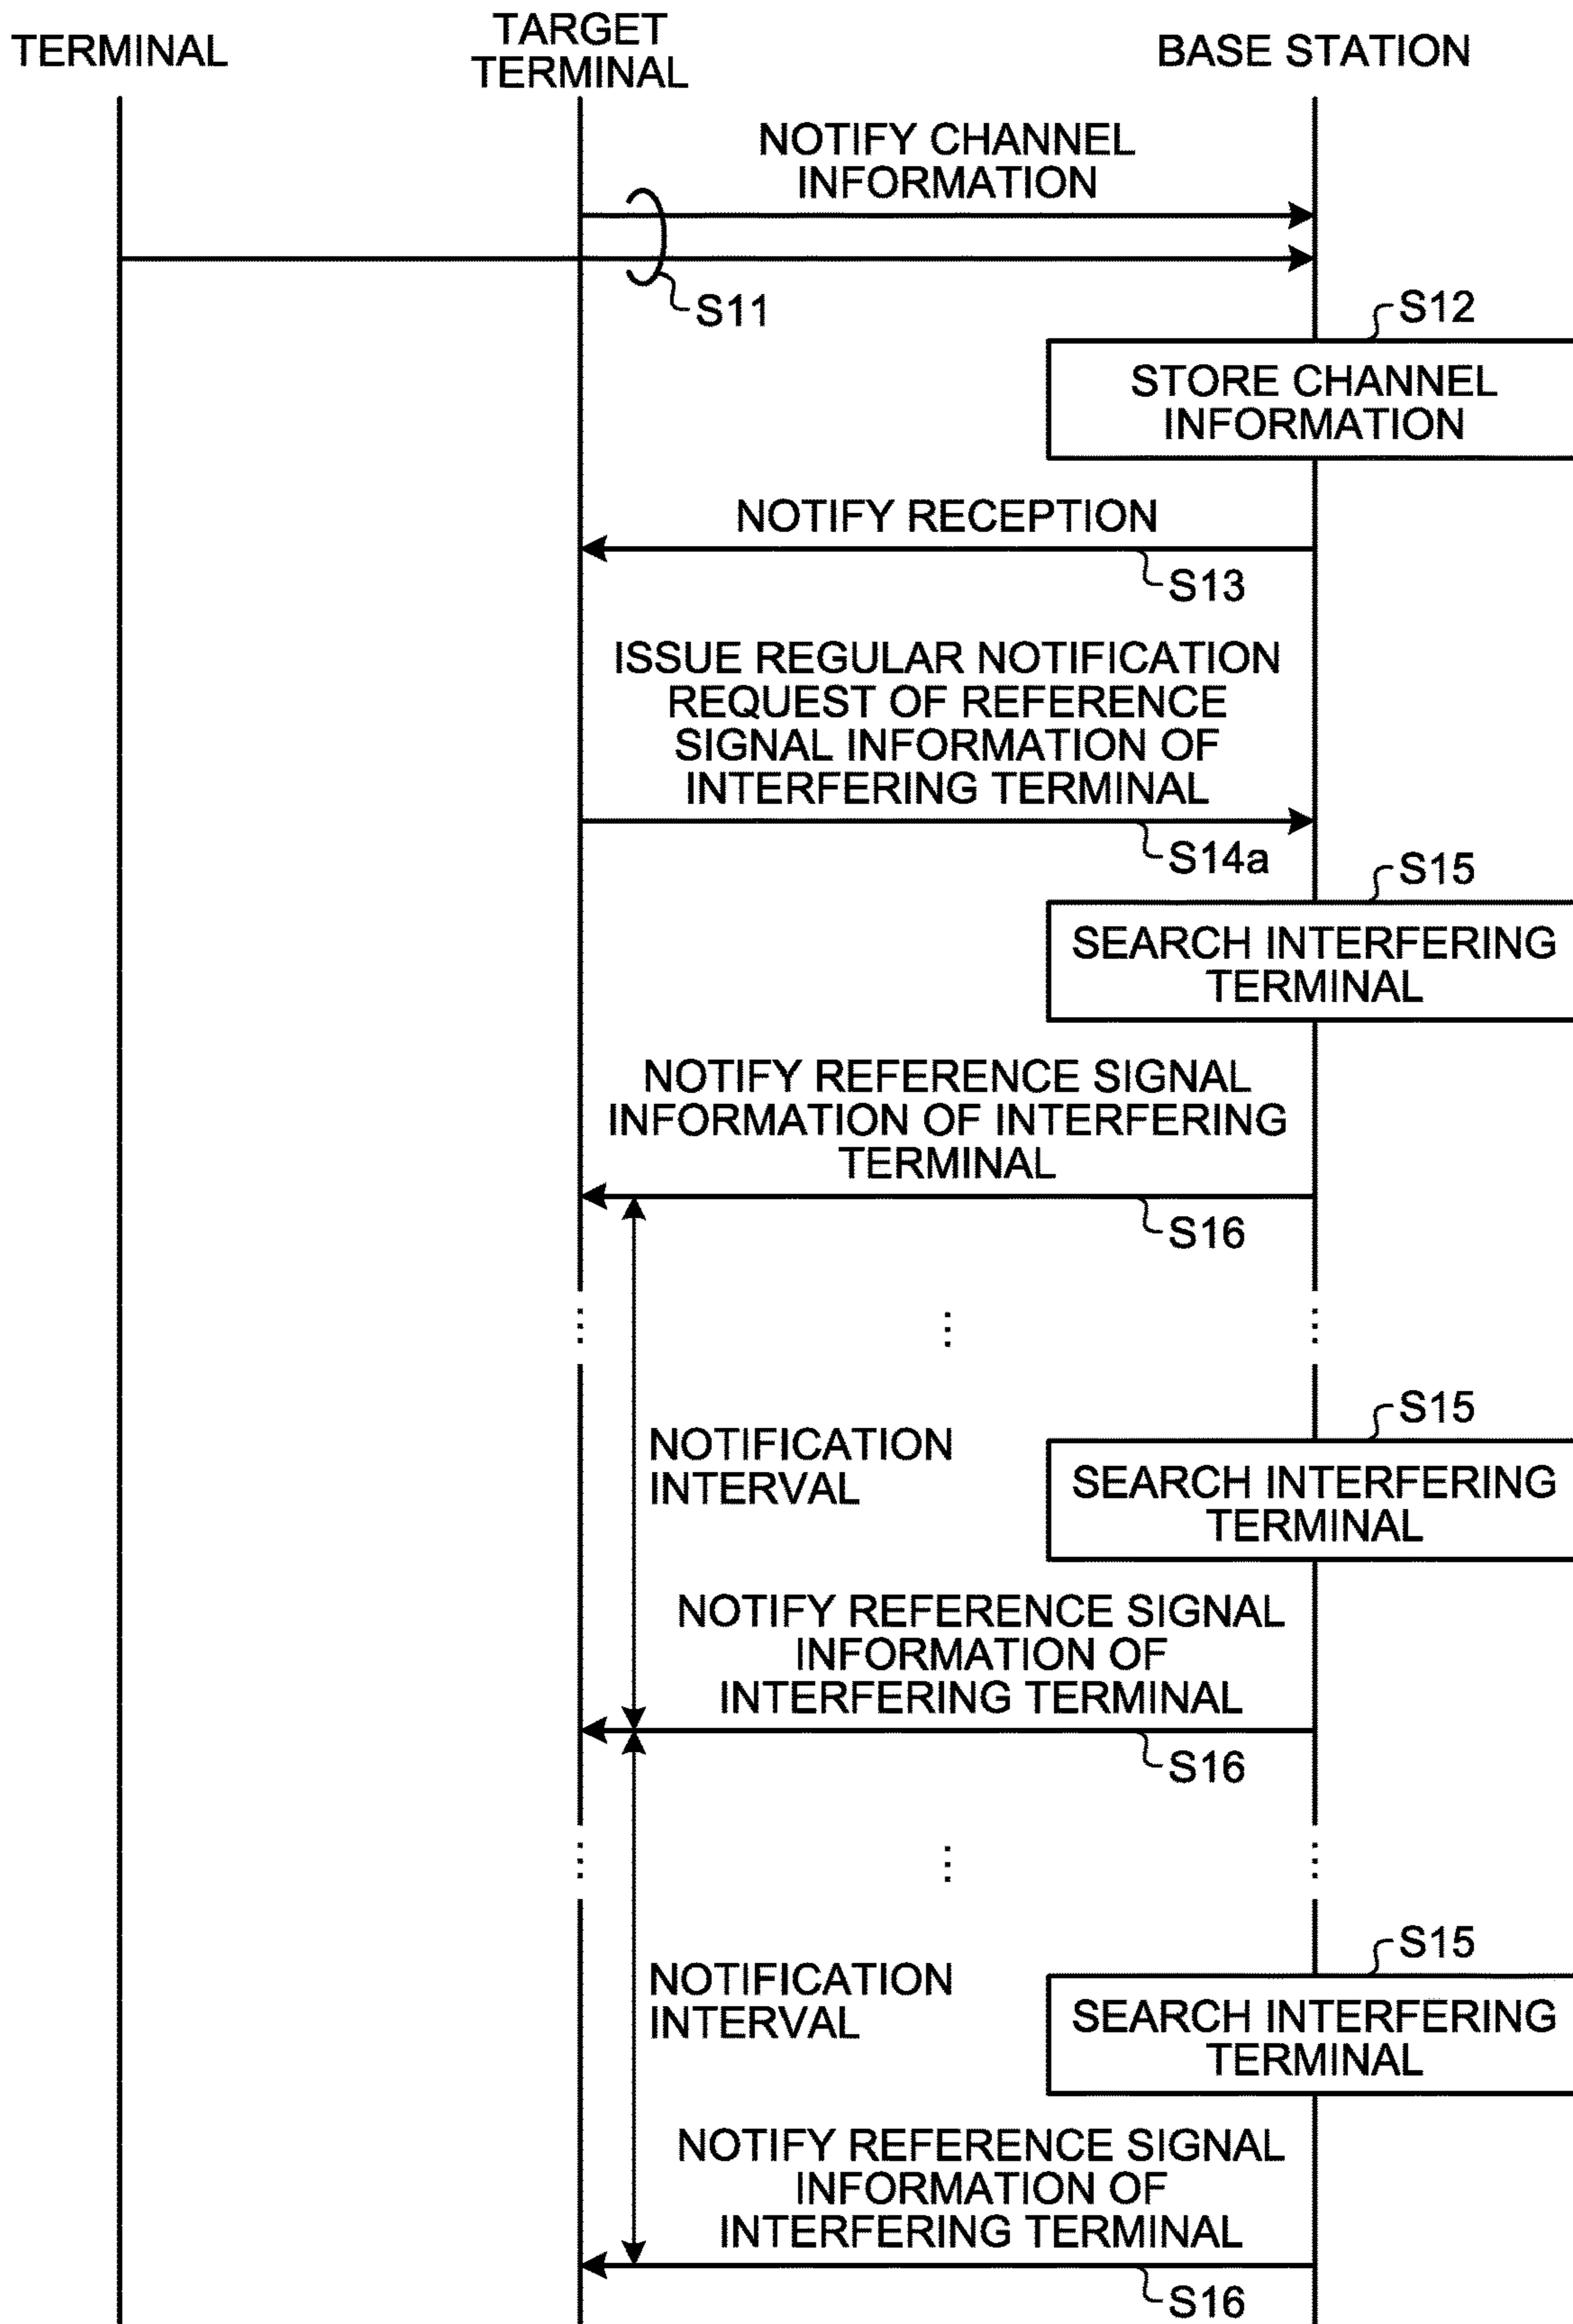 TERMINAL
TARGET
TERMINAL
BASE STATION
NOTIFY CHANNEL
INFORMATION
S11
S12
STORE CHANNEL
INFORMATION
NOTIFY RECEPTION
S13
ISSUE REGULAR NOTIFICATION
REQUEST OF REFERENCE
SIGNAL INFORMATION OF
INTERFERING TERMINAL
S14a
S15
SEARCH INTERFERING
TERMINAL
NOTIFY REFERENCE SIGNAL
INFORMATION OF INTERFERING
TERMINAL
S16
S15
NOTIFICATION
INTERVAL
SEARCH INTERFERING
TERMINAL
NOTIFY REFERENCE SIGNAL
INFORMATION OF
INTERFERING TERMINAL
S16
S15
NOTIFICATION
INTERVAL
SEARCH INTERFERING
TERMINAL
NOTIFY REFERENCE SIGNAL
INFORMATION OF
INTERFERING TERMINAL
S16